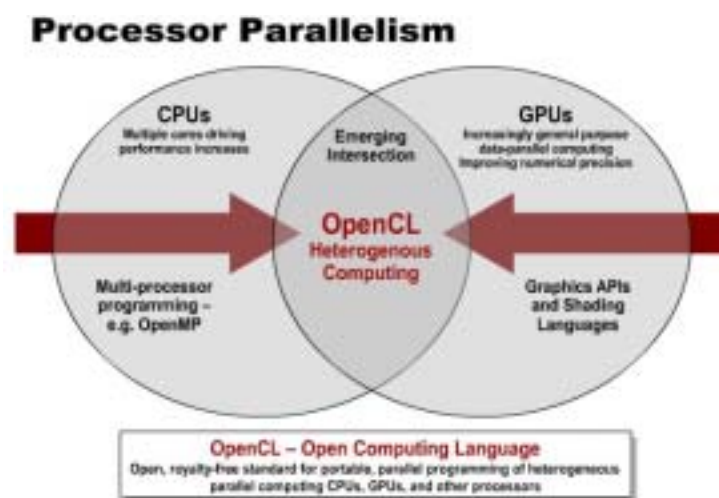 Processor Parallelism
CPUs
Multiple cores driving
performance increases
Emerging
Intersection
GPUs
Increasingly general purpose
data-parallel computing
Improving numerical precision
OpenCL
Heterogenous
Computing
Multi-processor
programming –
e.g. OpenMP
Graphics APIs
and Shading
Languages
OpenCL – Open Computing Language
Open, royalty-free standard for portable, parallel programming of heterogeneous
parallel computing CPUs, GPUs, and other processors